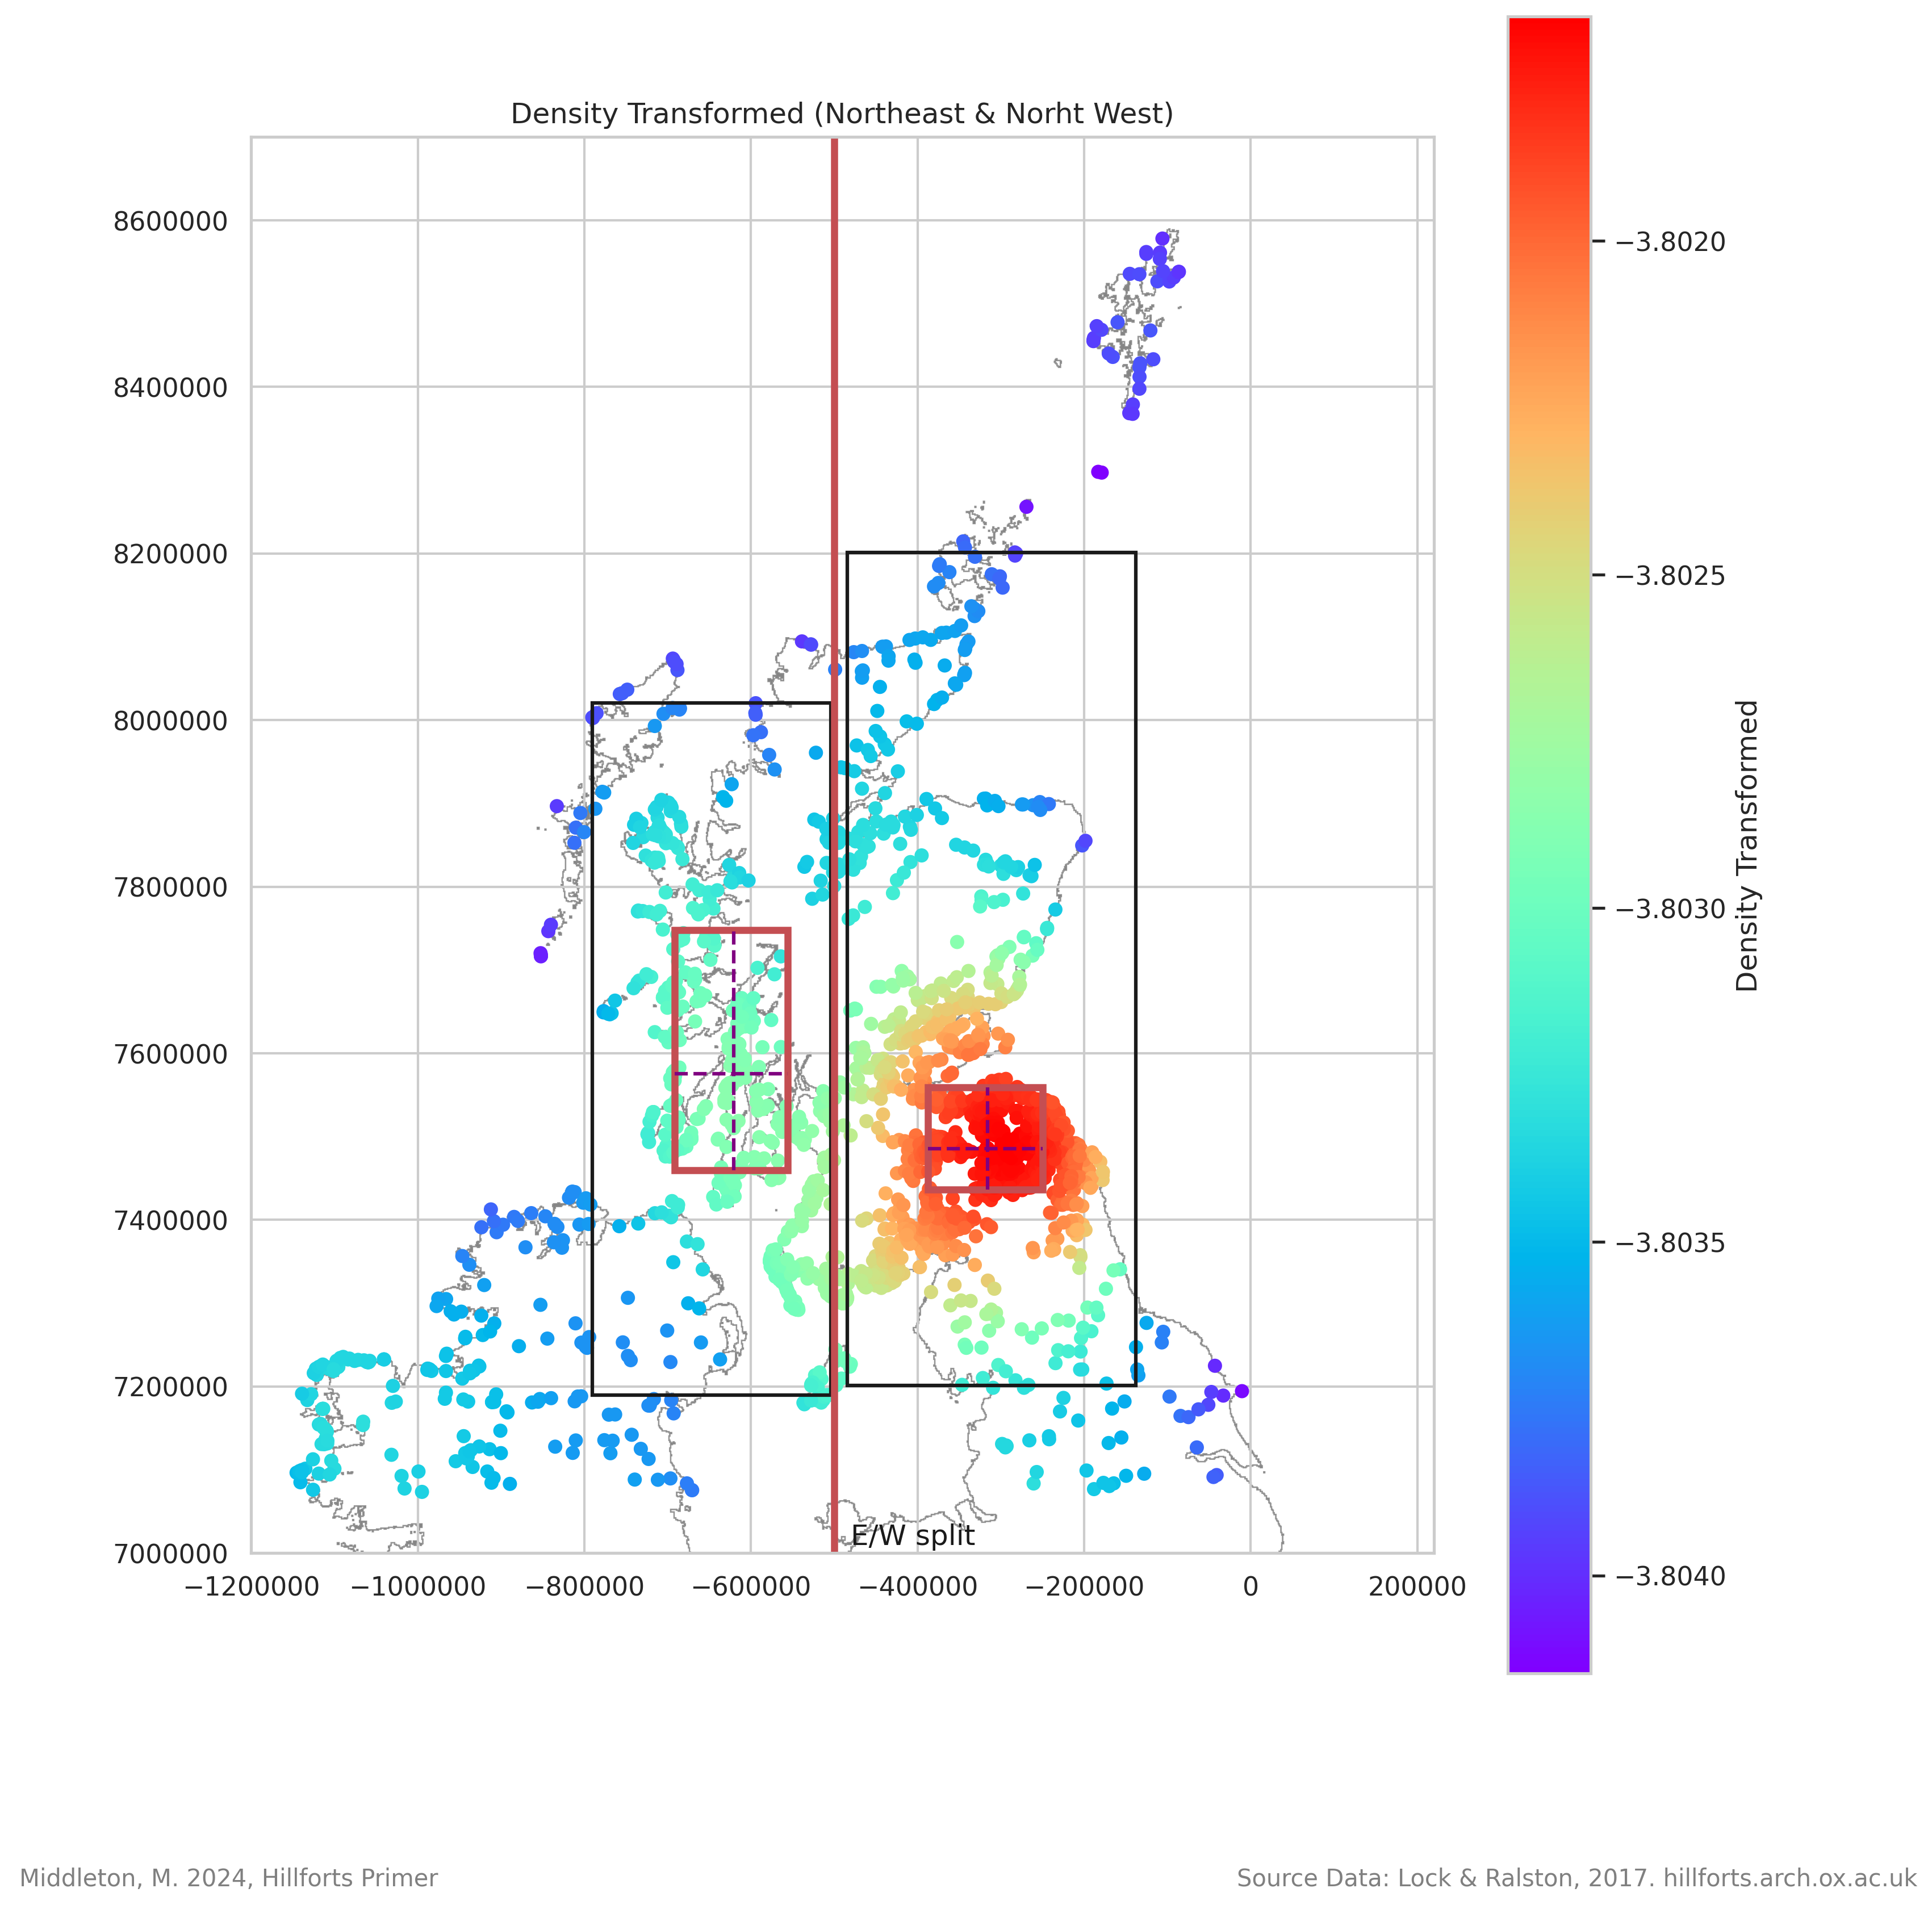 Density Transformed (Northeast & Norht West)
8600000
8400000
8200000
8000000
7800000
7600000
7400000
7200000
7000000
−1200000 −1000000 −800000 −600000 −400000 −200000 0 200000
E/W split
−3.8020
−3.8025
−3.8030
−3.8035
−3.8040
Density Transformed
Middleton, M. 2024, Hillforts Primer
Source Data: Lock & Ralston, 2017. hillforts.arch.ox.ac.uk